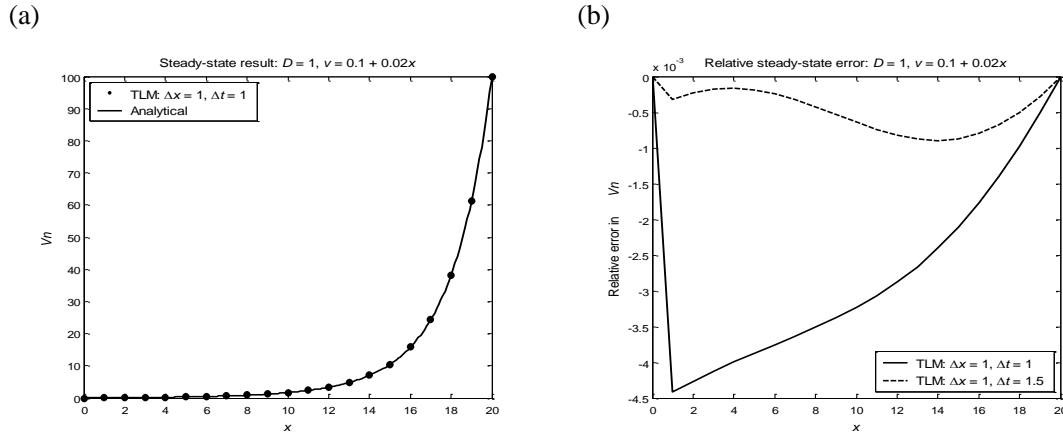 (a)
Steady-state result: D = 1, v = 0.1 + 0.02x
100
90
80
70
60
50
40
30
20
10
0
Vn
TLM: Δx = 1, Δt = 1
Analytical
0 2 4 6 8 10 12 14 16 18 20
x
(b)
Relative steady-state error: D = 1, v = 0.1 + 0.02x
x 10⁻³
0
-0.5
-1
-1.5
-2
-2.5
-3
-3.5
-4
-4.5
Relative error in Vn
TLM: Δx = 1, Δt = 1
TLM: Δx = 1, Δt = 1.5
0 2 4 6 8 10 12 14 16 18 20
x